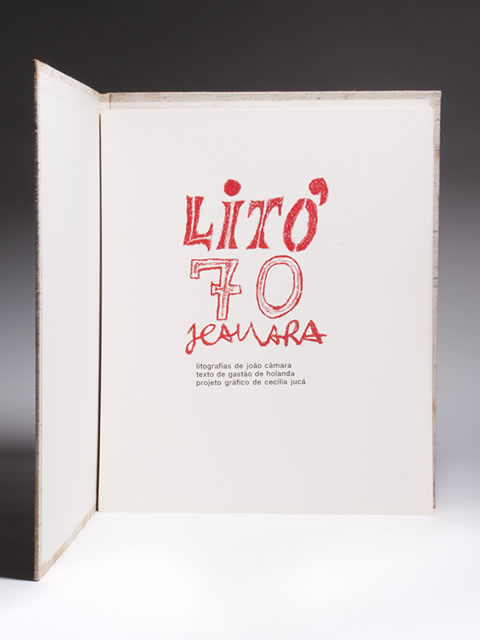 LiTO'
70
JCAMARA
litografias de joão câmara
texto de gastão de holanda
projeto gráfico de cecília jucá